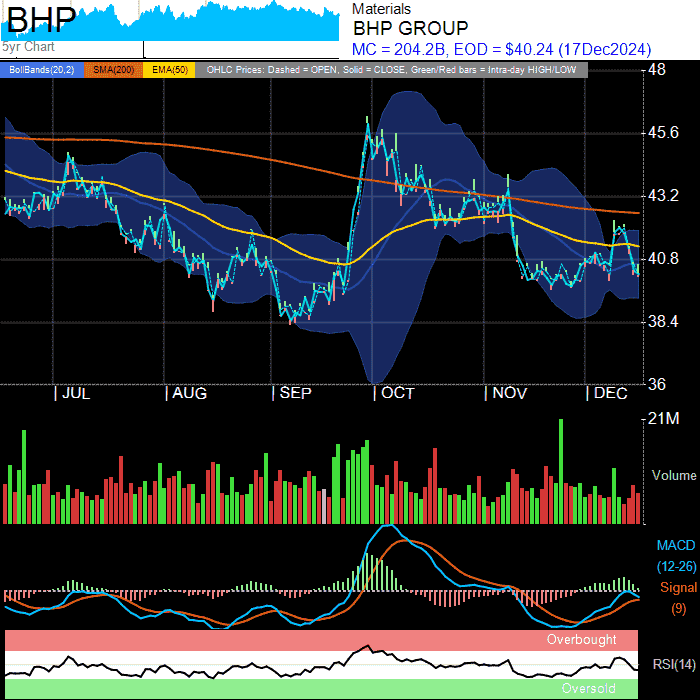 BHP
Materials
BHP GROUP
5yr Chart
MC = 204.2B, EOD = $40.24 (17Dec2024)
BollBands(20,2) SMA(200) EMA(50) OHLC Prices: Dashed = OPEN, Solid = CLOSE, Green/Red bars = Intra-day HIGH/LOW
48
45.6
43.2
40.8
38.4
36
| JUL | AUG | SEP | OCT | NOV | DEC
21M
Volume
MACD
(12-26)
Signal
(9)
Overbought
RSI(14)
Oversold